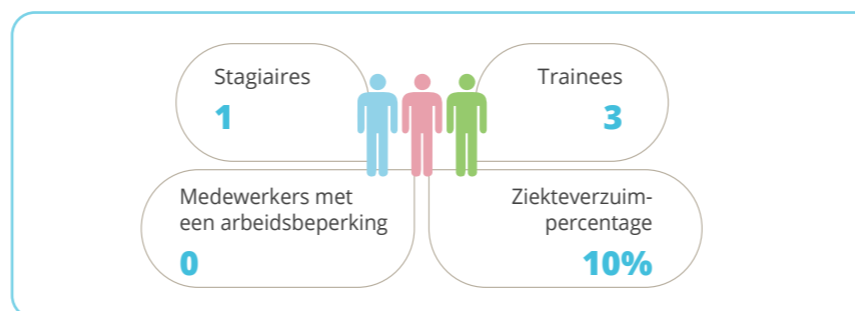 Stagiaires
1
Trainees
3
Medewerkers met
een arbeidsbeperking
0
Ziekteverzuim-
percentage
10%